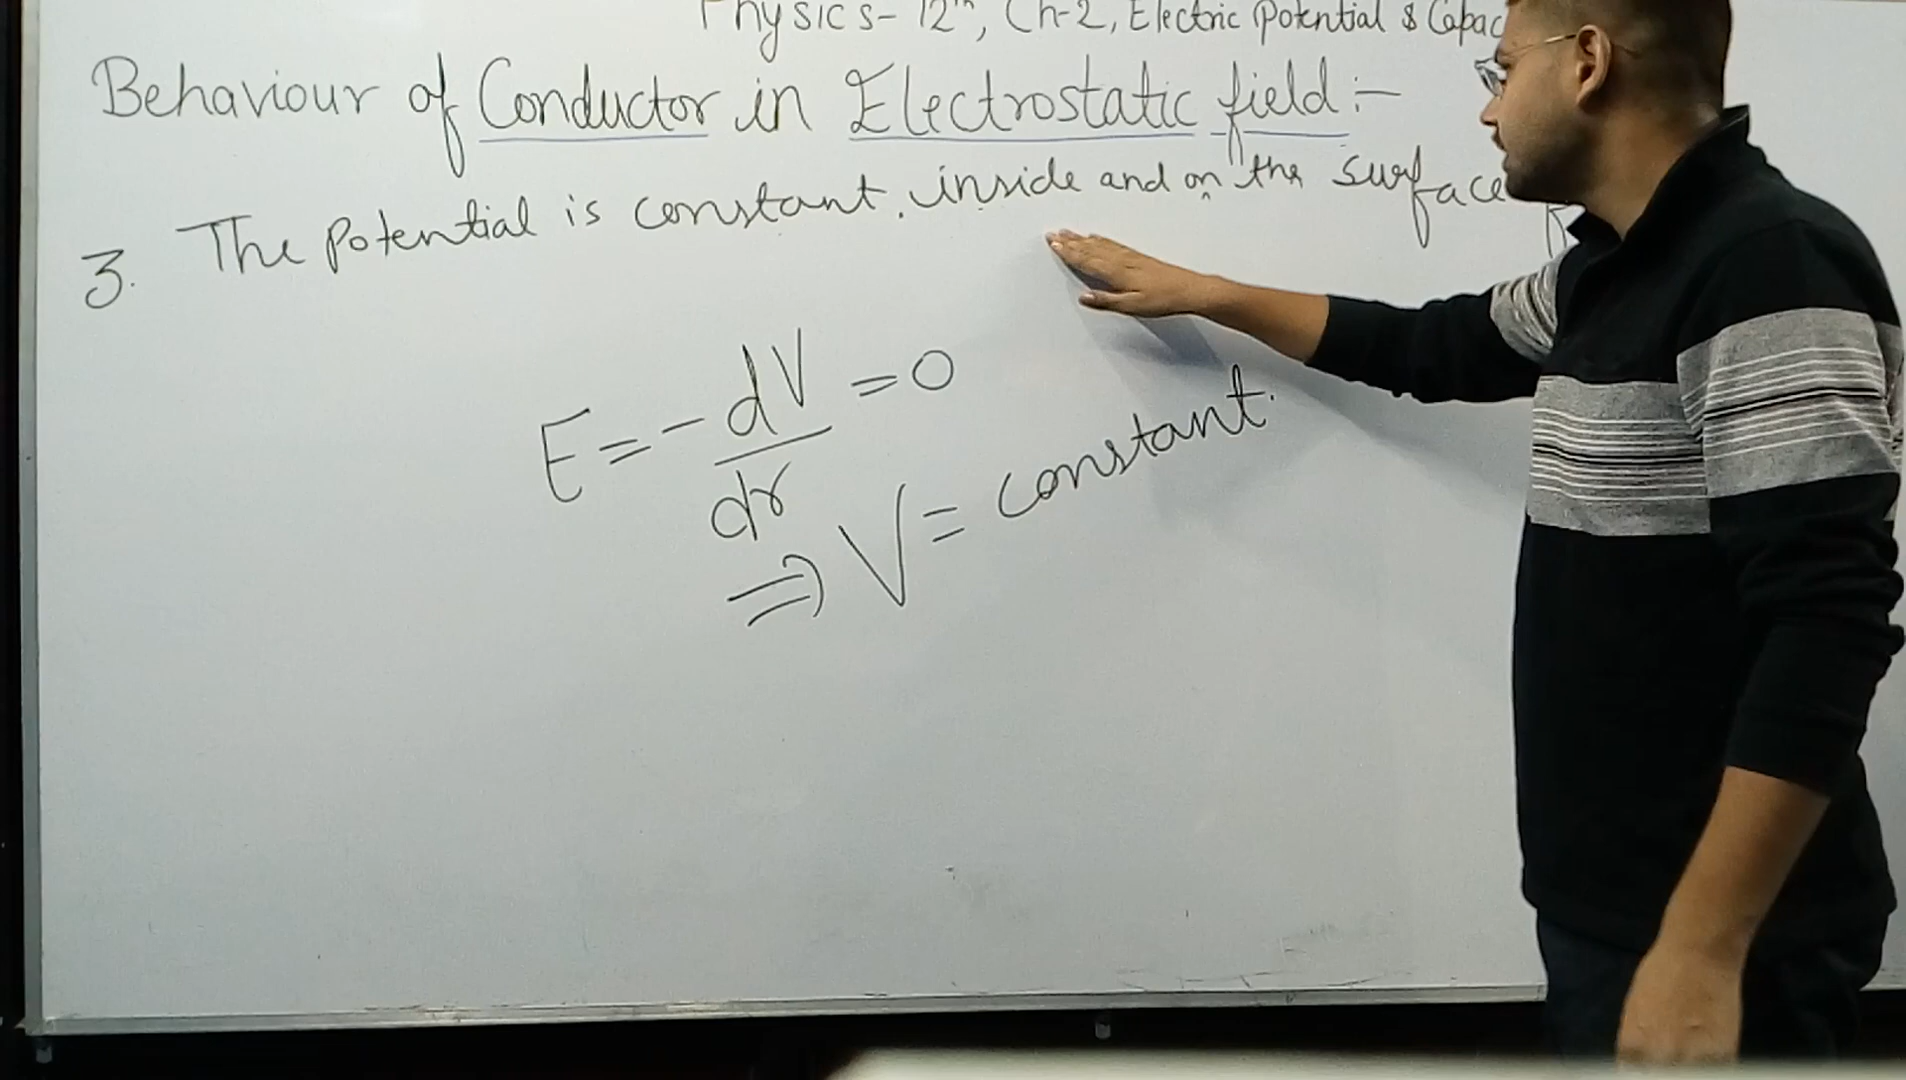 Physics- 12th, Ch-2, Electric Potential & Capac
Behaviour of Conductor in Electrostatic field :-
3. The Potential is constant. inside and on the surface
E = - dV/dr = 0
⇒ V = constant.